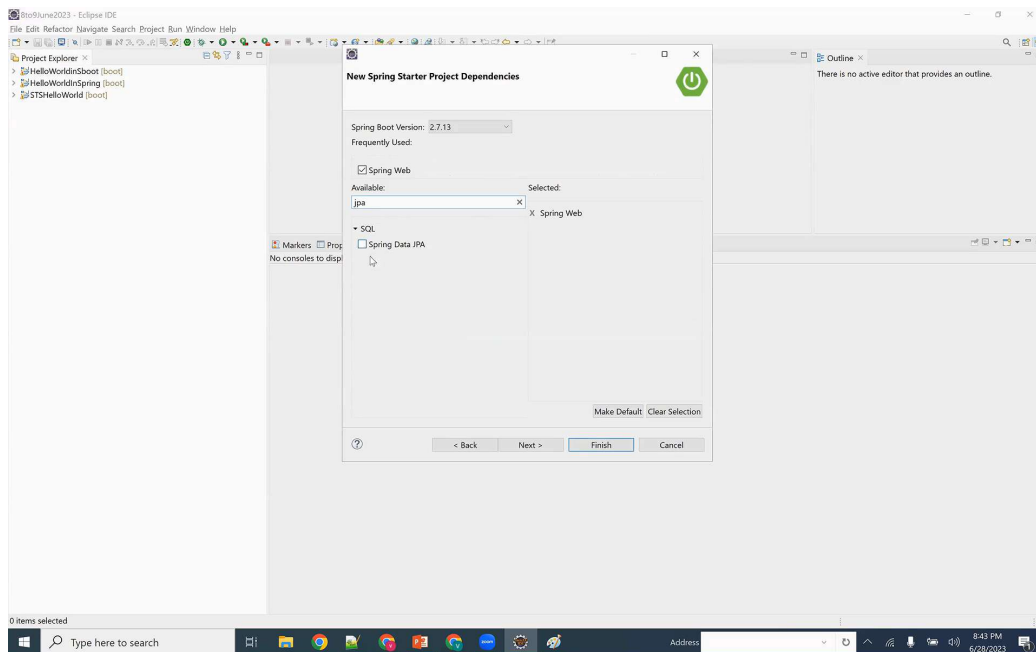 8to9June2023 - Eclipse IDE
File Edit Refactor Navigate Search Project Run Window Help
Project Explorer
HelloWorldinSboot [boot]
HelloWorldInSpring [boot]
STSHelloWorld [boot]
New Spring Starter Project Dependencies
Spring Boot Version: 2.7.13
Frequently Used:
Spring Web
Available:
Selected:
jpa
X Spring Web
SQL
Spring Data JPA
Make Default Clear Selection
< Back Next > Finish Cancel
Markers Prop
No consoles to displ
Outline
There is no active editor that provides an outline.
0 items selected
Type here to search
zoom
Address
8:43 PM
6/28/2023